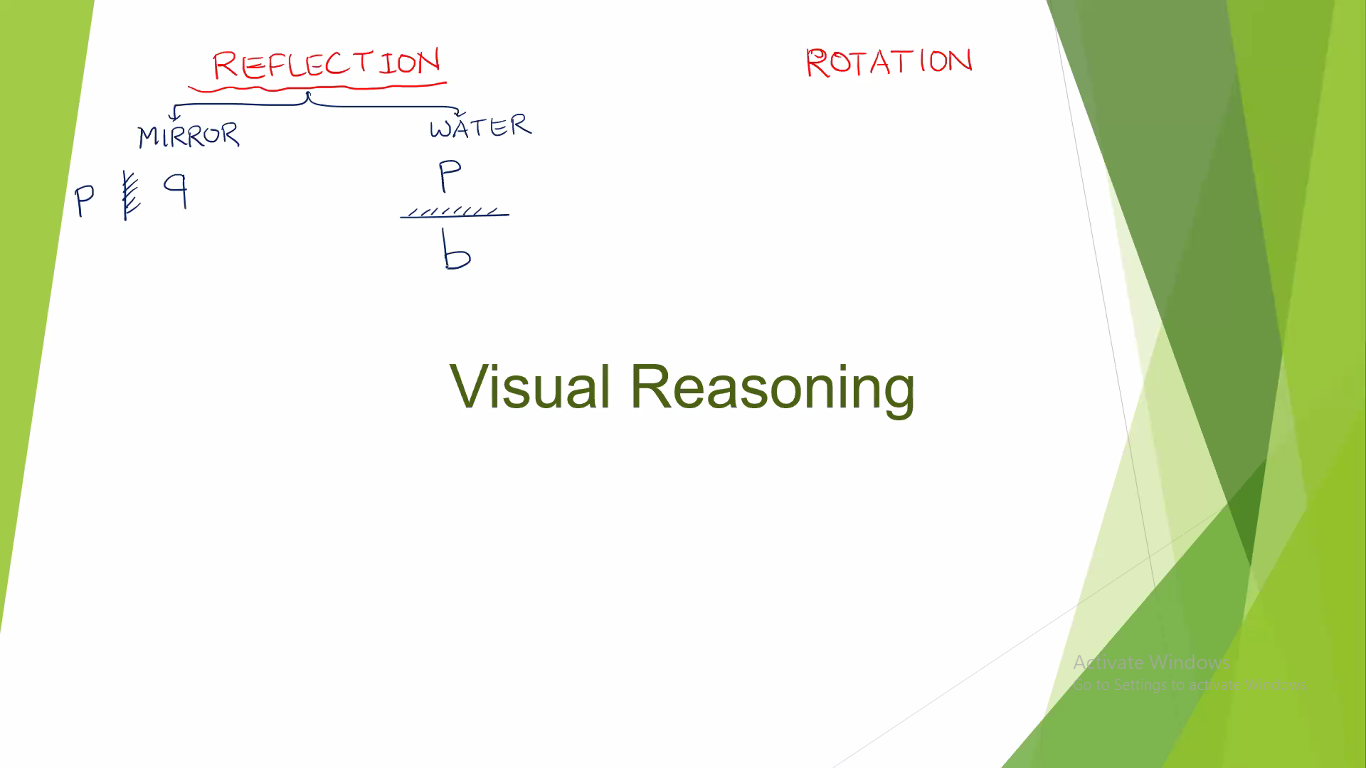 REFLECTION
ROTATION
MIRROR
WATER
P q
P
b
Visual Reasoning
Activate Windows
Go to Settings to activate Windows.